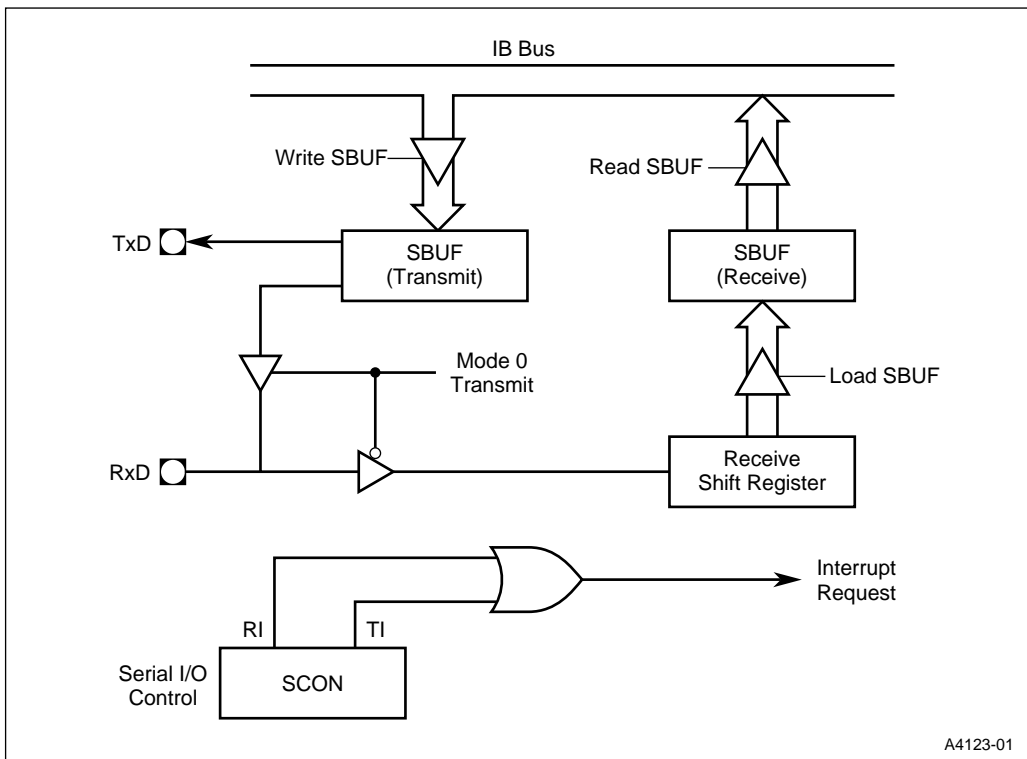 IB Bus
Write SBUF
Read SBUF
TxD
SBUF
(Transmit)
SBUF
(Receive)
Mode 0
Transmit
Load SBUF
RxD
Receive
Shift Register
Interrupt
Request
RI
TI
Serial I/O
Control
SCON
A4123-01